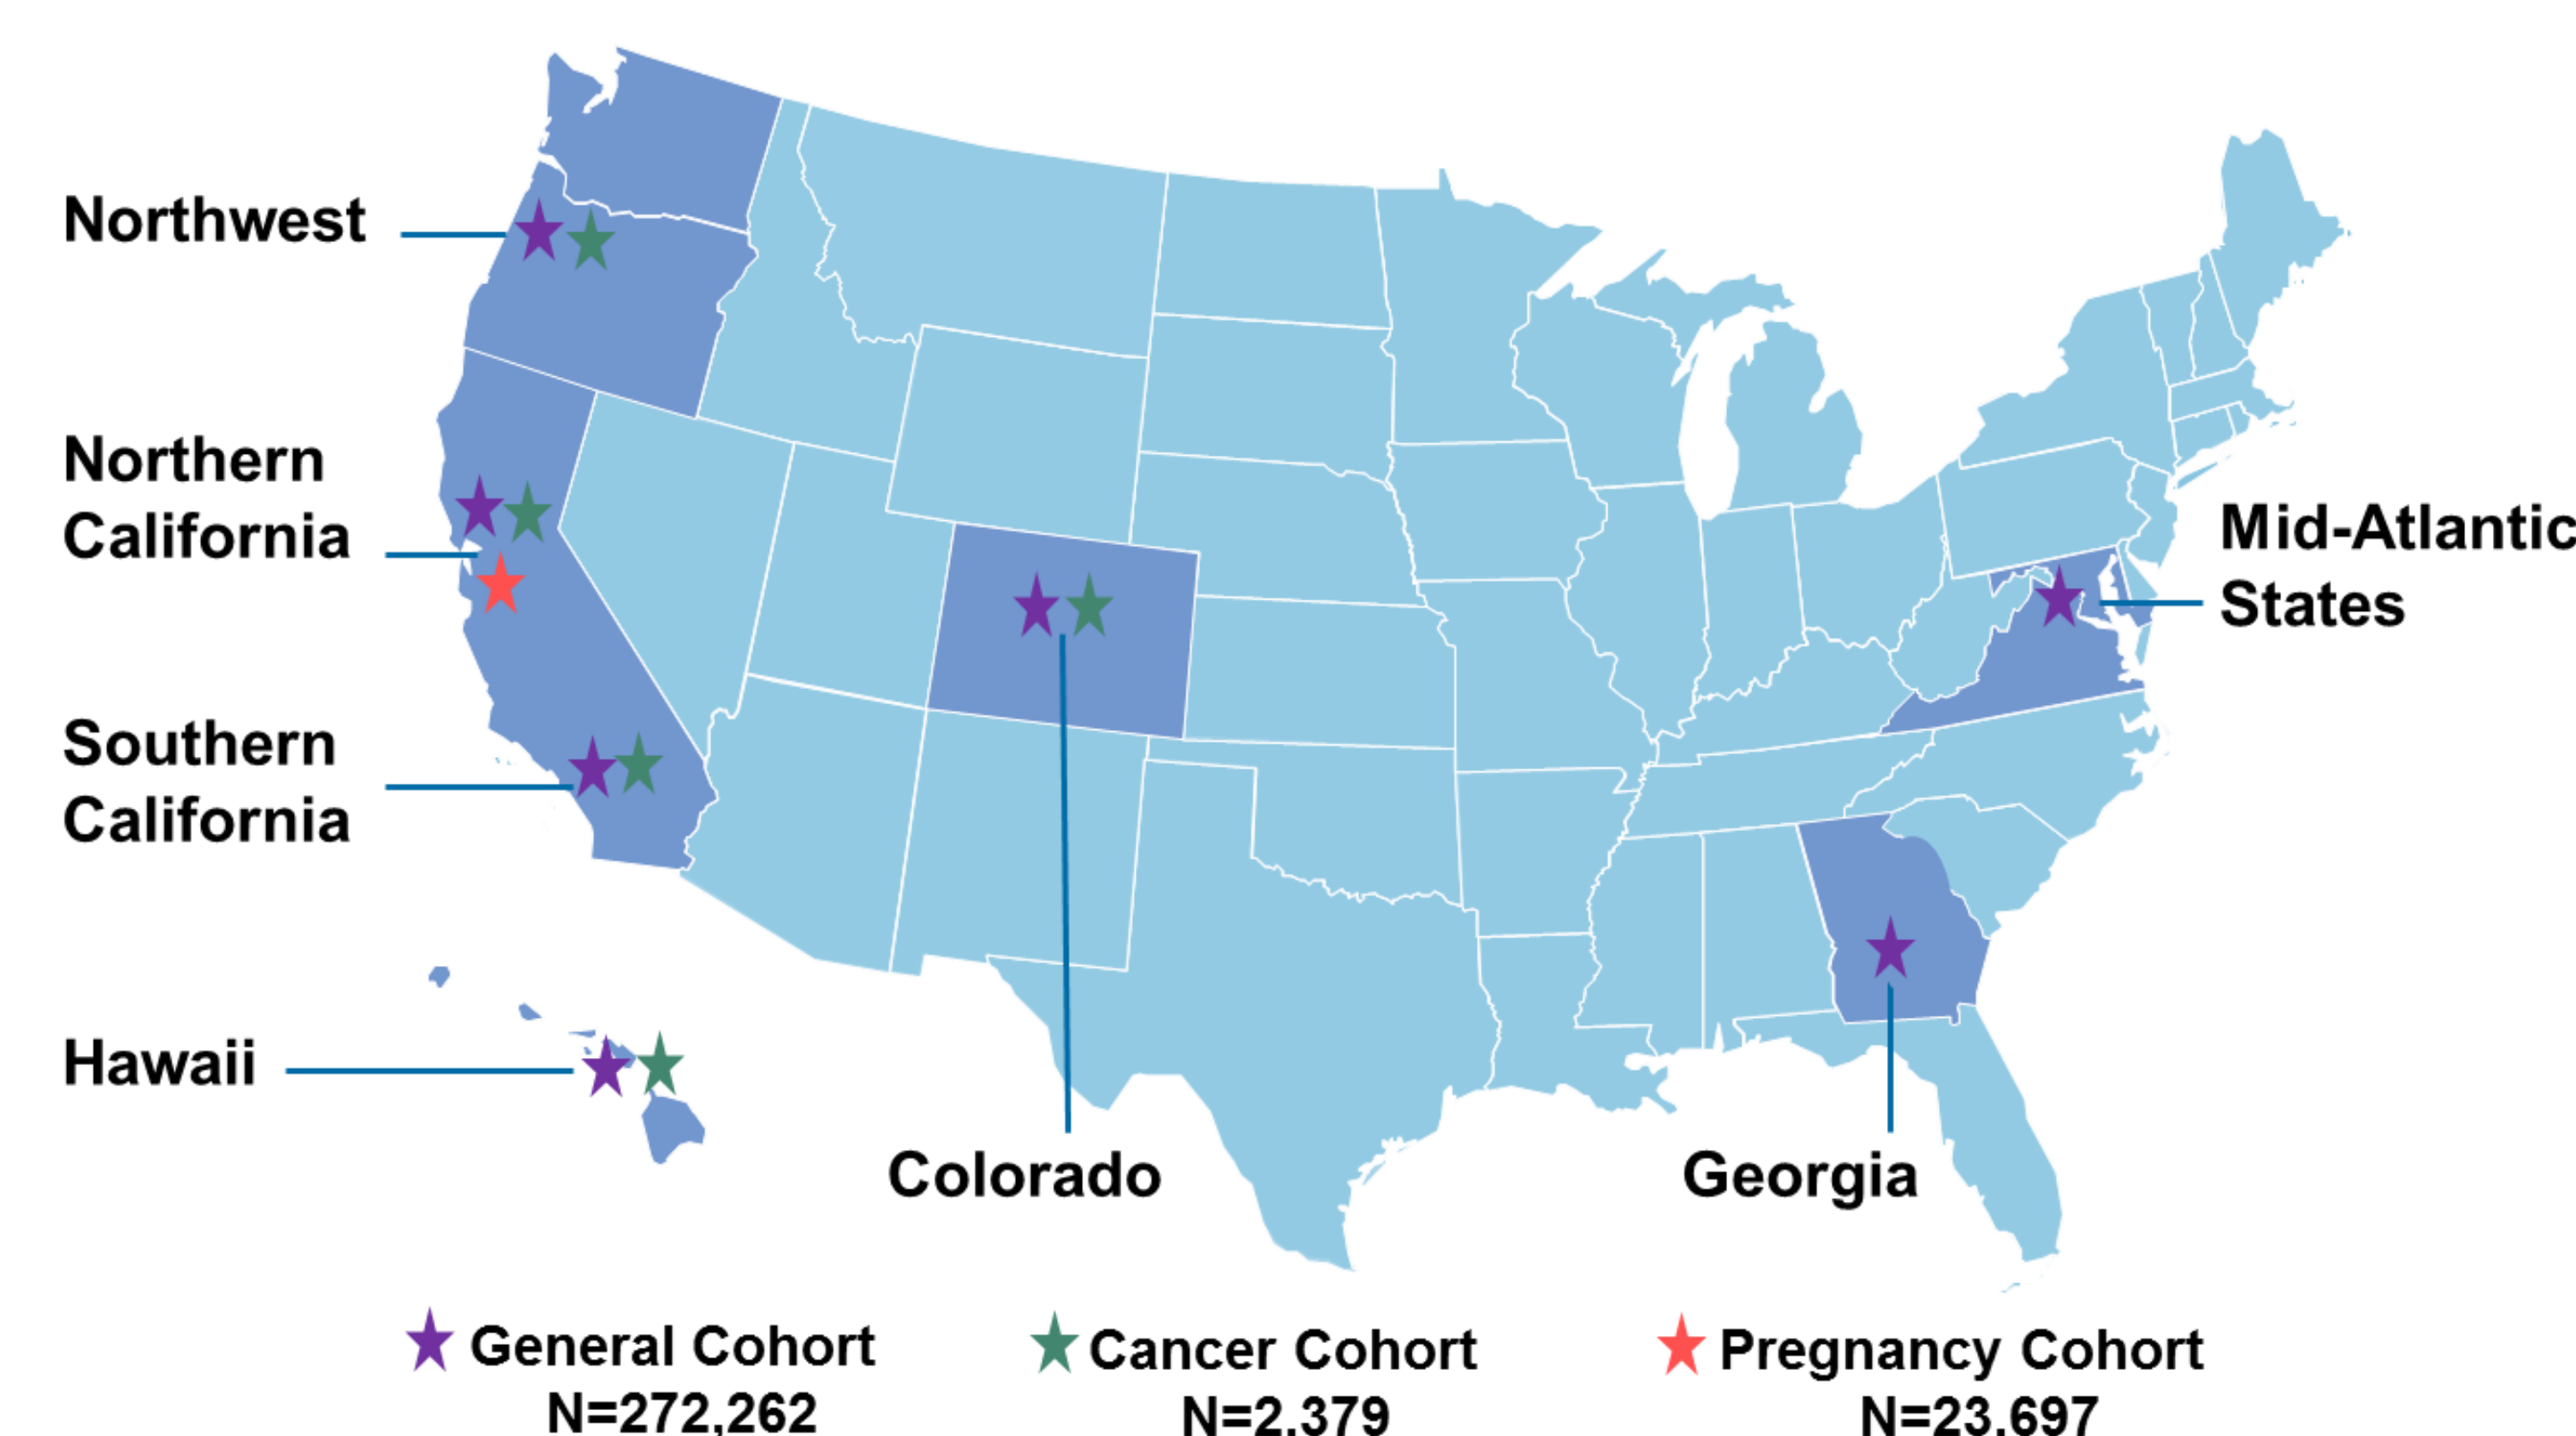 Northwest
Northern
California
Southern
California
Hawaii
Colorado
Georgia
Mid-Atlantic
States
General Cohort
N=272,262
Cancer Cohort
N=2,379
Pregnancy Cohort
N=23,697